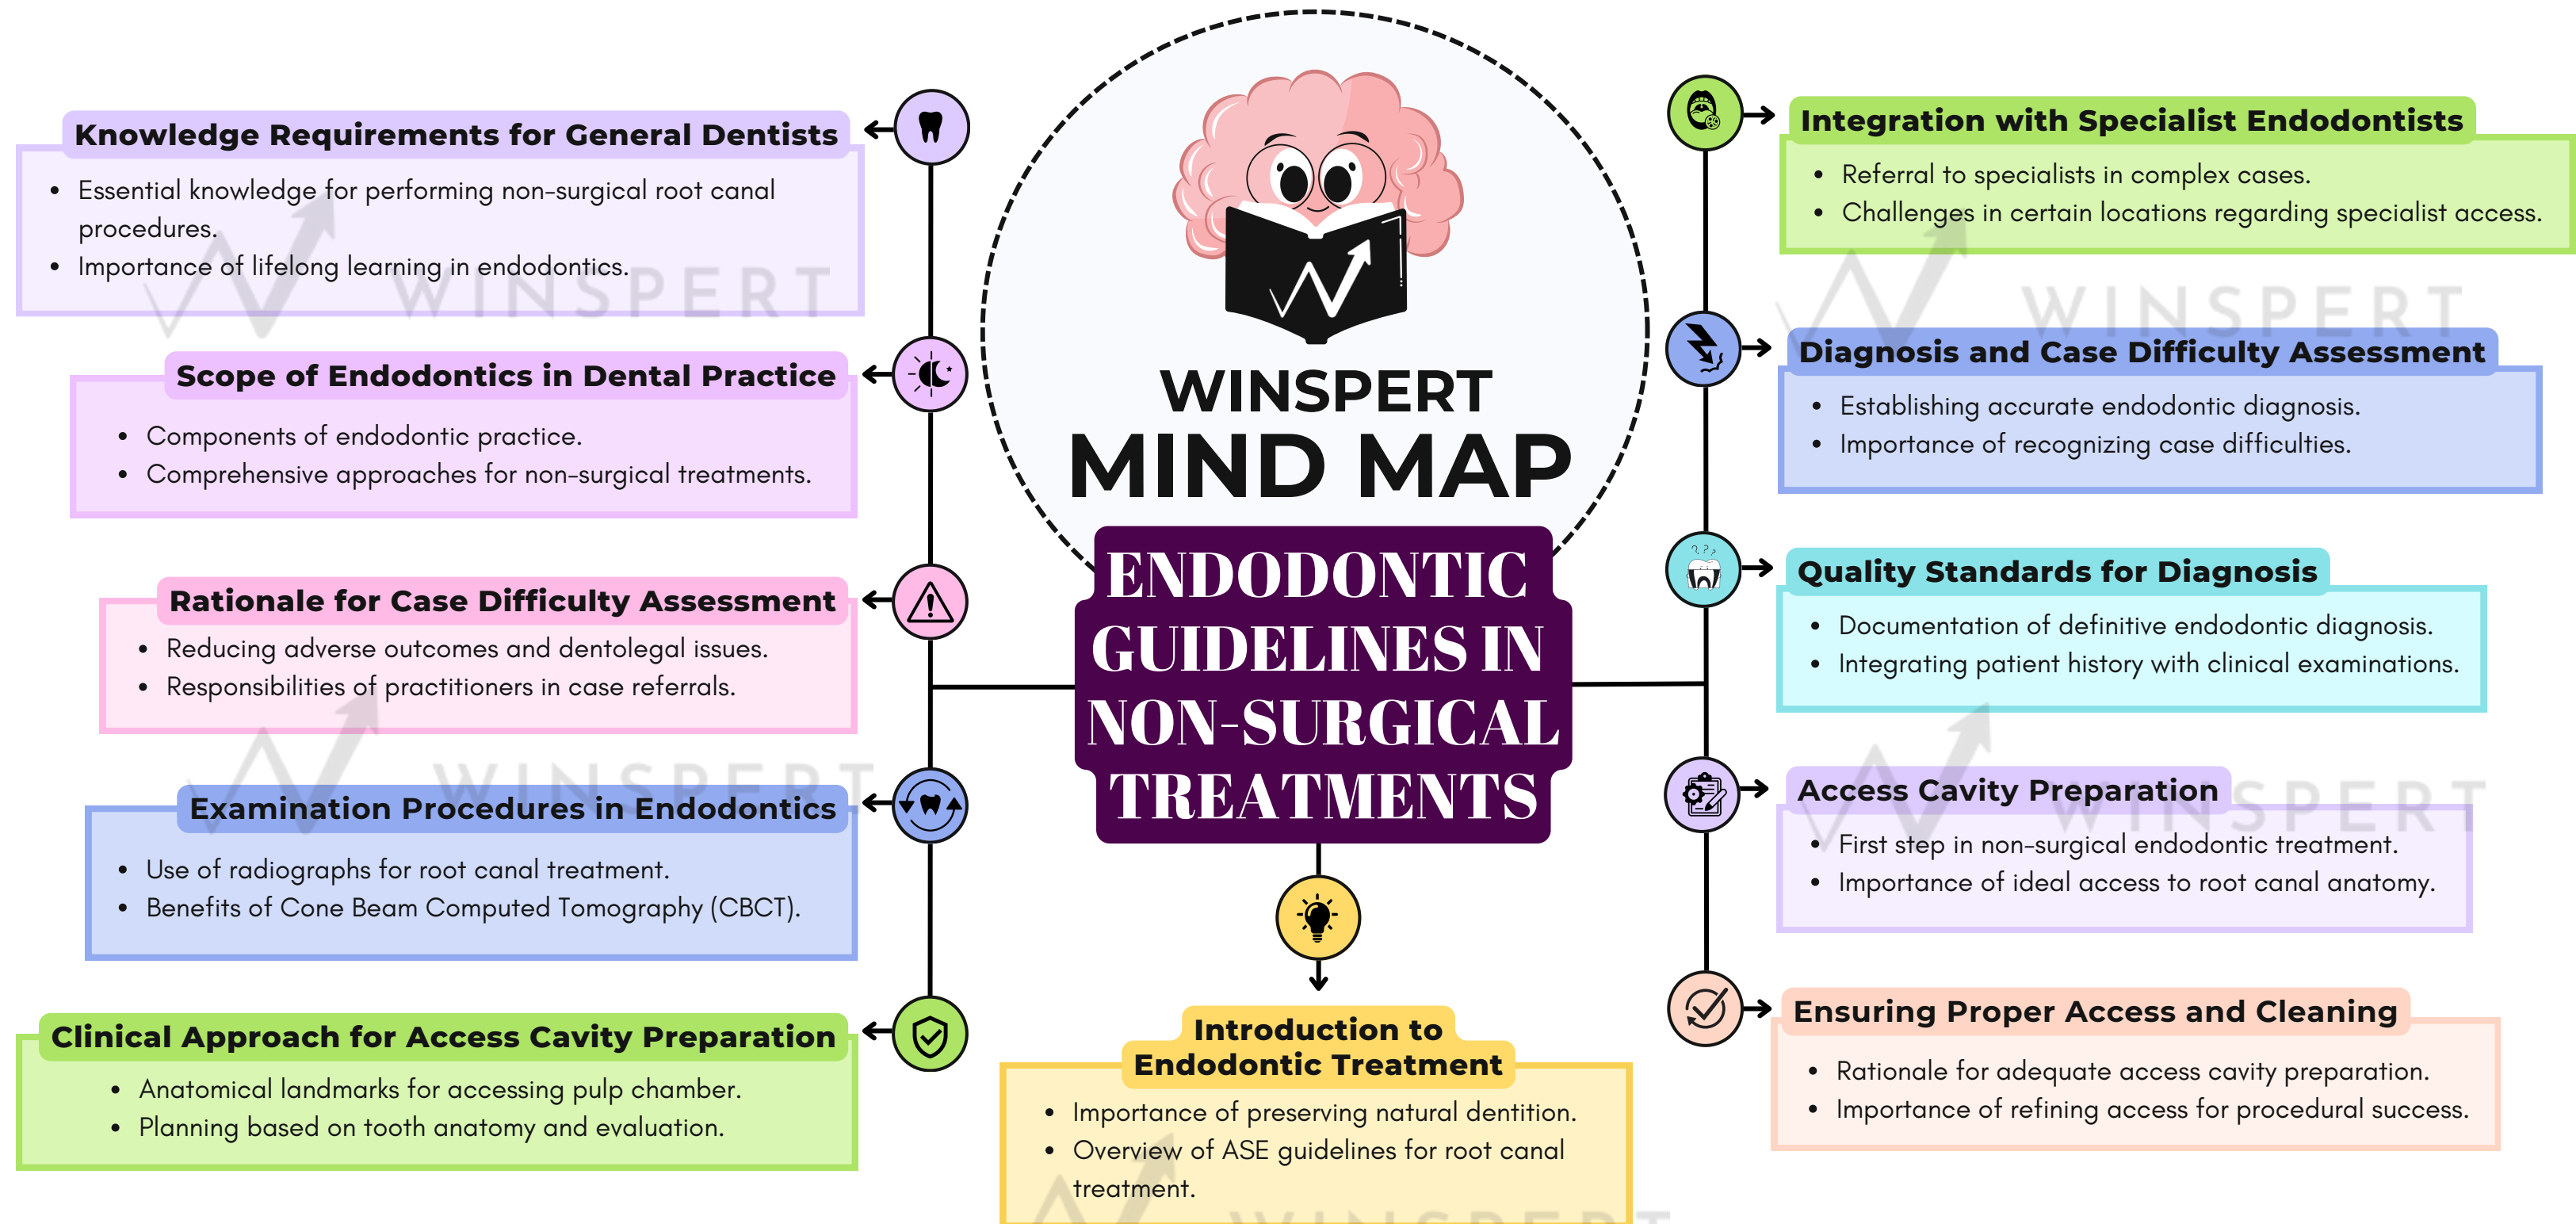 WINSPERT
MIND MAP
ENDODONTIC
GUIDELINES IN
NON-SURGICAL
TREATMENTS
Knowledge Requirements for General Dentists
• Essential knowledge for performing non-surgical root canal
procedures.
• Importance of lifelong learning in endodontics.
WINSPERT
Scope of Endodontics in Dental Practice
• Components of endodontic practice.
• Comprehensive approaches for non-surgical treatments.
Rationale for Case Difficulty Assessment
• Reducing adverse outcomes and dentolegal issues.
• Responsibilities of practitioners in case referrals.
WINSPERT
Examination Procedures in Endodontics
• Use of radiographs for root canal treatment.
• Benefits of Cone Beam Computed Tomography (CBCT).
Clinical Approach for Access Cavity Preparation
• Anatomical landmarks for accessing pulp chamber.
• Planning based on tooth anatomy and evaluation.
Introduction to
Endodontic Treatment
• Importance of preserving natural dentition.
• Overview of ASE guidelines for root canal
treatment.
WINSPERT
Integration with Specialist Endodontists
• Referral to specialists in complex cases.
• Challenges in certain locations regarding specialist access.
WINSPERT
Diagnosis and Case Difficulty Assessment
• Establishing accurate endodontic diagnosis.
• Importance of recognizing case difficulties.
???
Quality Standards for Diagnosis
• Documentation of definitive endodontic diagnosis.
• Integrating patient history with clinical examinations.
Access Cavity Preparation
WINSPERT
• First step in non-surgical endodontic treatment.
• Importance of ideal access to root canal anatomy.
Ensuring Proper Access and Cleaning
• Rationale for adequate access cavity preparation.
• Importance of refining access for procedural success.